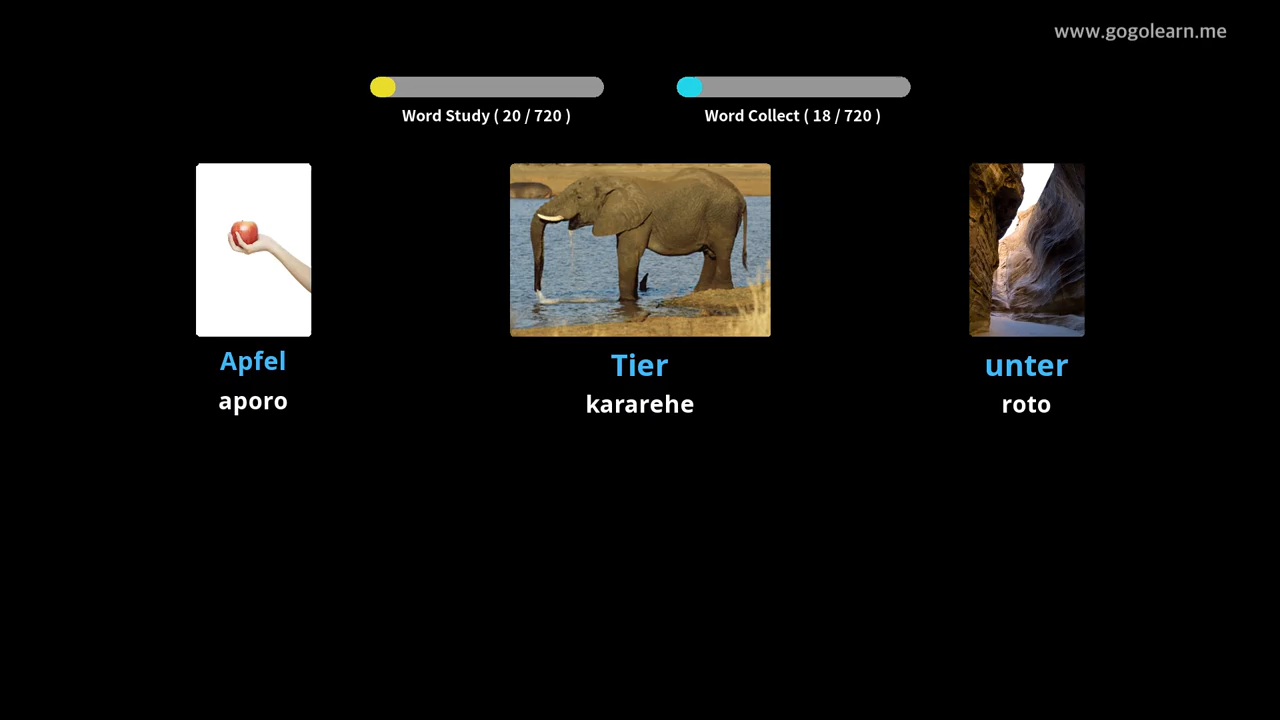 www.gogolearn.me
Word Study ( 20 / 720 )
Word Collect ( 18 / 720 )
Apfel
aporo
Tier
kararehe
unter
roto